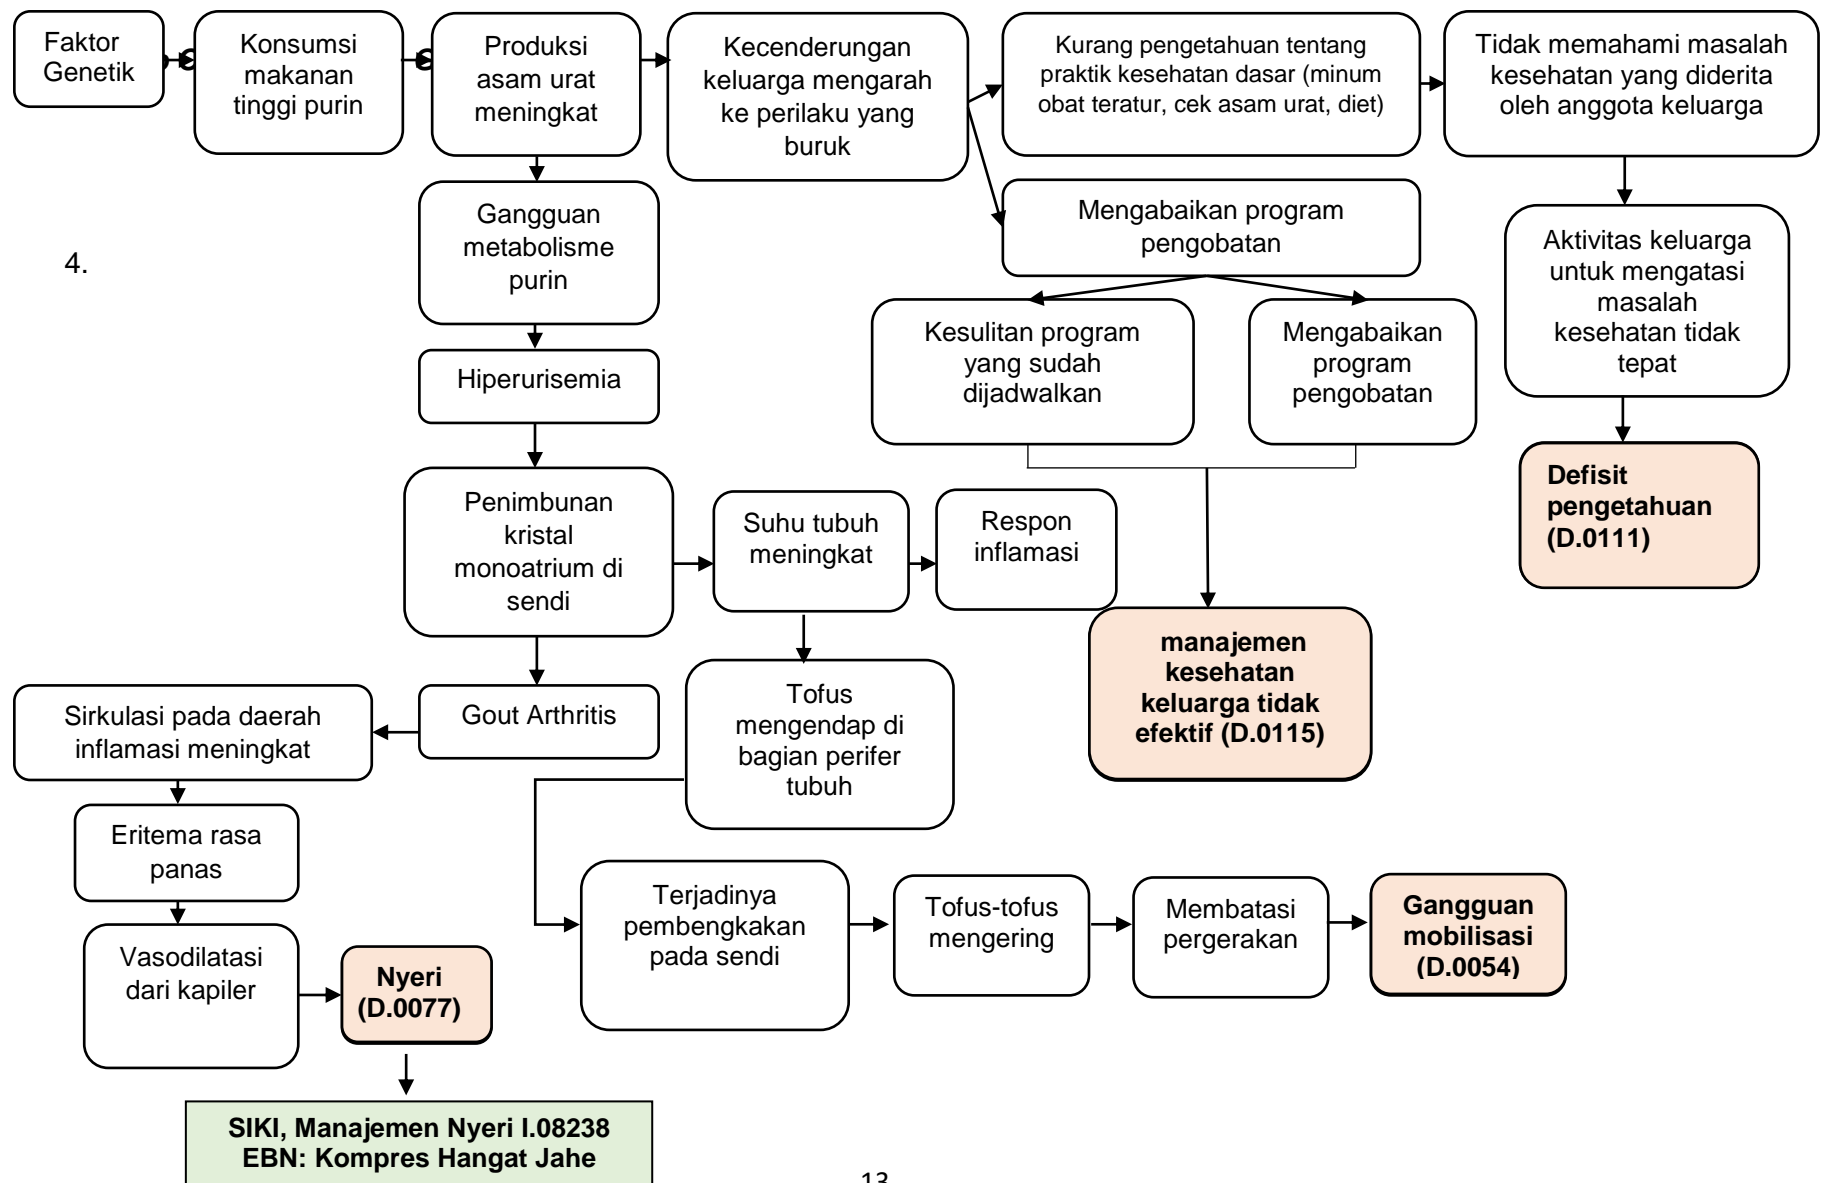 Faktor
Genetik
Konsumsi
makanan
tinggi purin
Produksi
asam urat
meningkat
Kecenderungan
keluarga mengarah
ke perilaku yang
buruk
Kurang pengetahuan tentang
praktik kesehatan dasar (minum
obat teratur, cek asam urat, diet)
Tidak memahami masalah
kesehatan yang diderita
oleh anggota keluarga
Gangguan
metabolisme
purin
Mengabaikan program
pengobatan
Aktivitas keluarga
untuk mengatasi
masalah
kesehatan tidak
tepat
4.
Kesulitan program
yang sudah
dijadwalkan
Mengabaikan
program
pengobatan
Hiperurisemia
Defisit
pengetahuan
(D.0111)
Penimbunan
kristal
monoatrium di
sendi
Suhu tubuh
meningkat
Respon
inflamasi
manajemen
kesehatan
keluarga tidak
efektif (D.0115)
Sirkulasi pada daerah
inflamasi meningkat
Gout Arthritis
Tofus
mengendap di
bagian perifer
tubuh
Eritema rasa
panas
Terjadinya
pembengkakan
pada sendi
Tofus-tofus
mengering
Membatasi
pergerakan
Gangguan
mobilisasi
(D.0054)
Vasodilatasi
dari kapiler
Nyeri
(D.0077)
SIKI, Manajemen Nyeri I.08238
EBN: Kompres Hangat Jahe
13